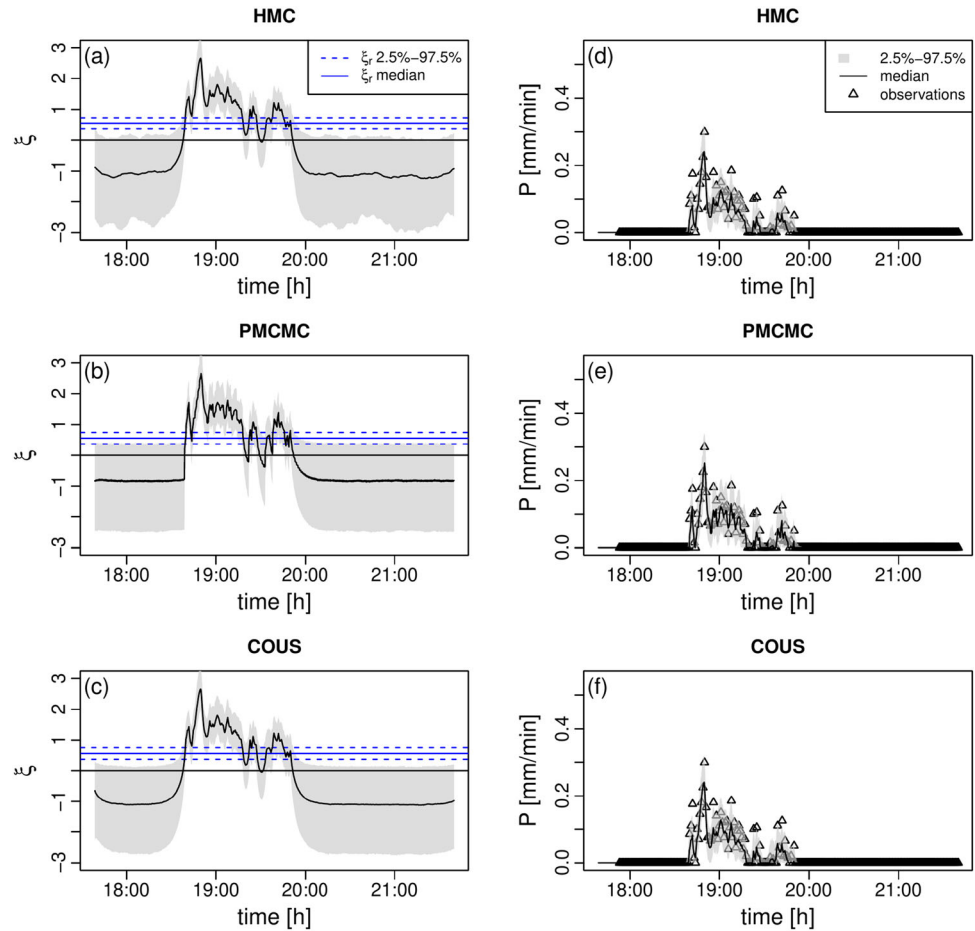 HMC
(a)
ξr 2.5%−97.5%
ξr median
3
2
1
−1
−3
ξ
18:00 19:00 20:00 21:00
time [h]
HMC
(d)
2.5%−97.5%
median
observations
0.4
0.2
0.0
P [mm/min]
18:00 19:00 20:00 21:00
time [h]
PMCMC
(b)
3
2
1
−1
−3
ξ
18:00 19:00 20:00 21:00
time [h]
PMCMC
(e)
0.4
0.2
0.0
P [mm/min]
18:00 19:00 20:00 21:00
time [h]
COUS
(c)
3
2
1
−1
−3
ξ
18:00 19:00 20:00 21:00
time [h]
COUS
(f)
0.4
0.2
0.0
P [mm/min]
18:00 19:00 20:00 21:00
time [h]